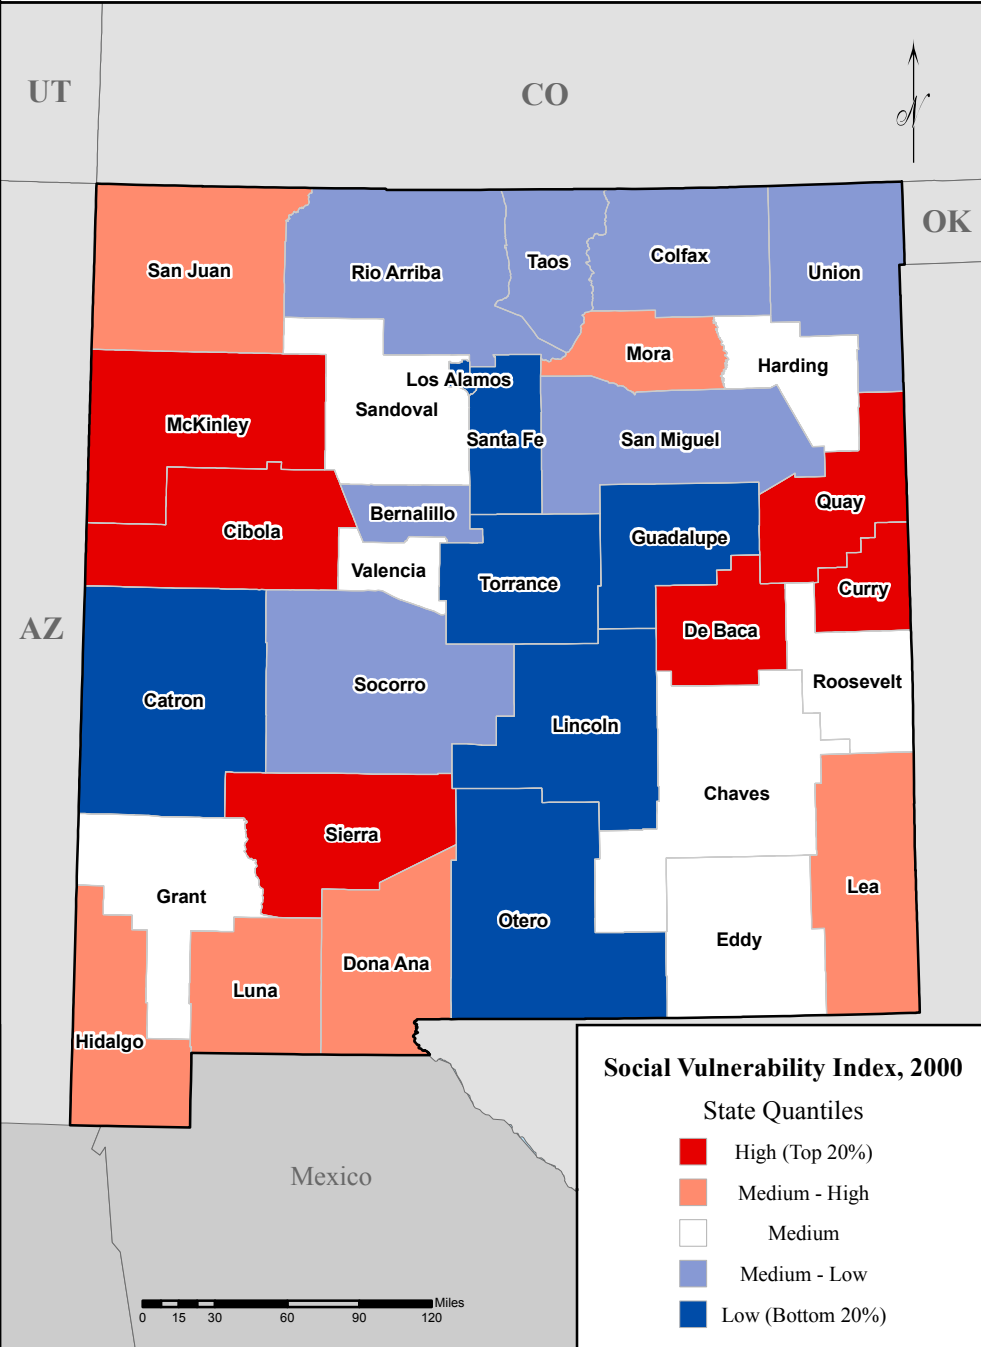 UT
CO
N
OK
San Juan
Rio Arriba
Taos
Colfax
Union
Mora
Harding
Los Alamos
McKinley
Sandoval
Santa Fe
San Miguel
Quay
Bernalillo
Cibola
Guadalupe
Valencia
Torrance
Curry
AZ
De Baca
Roosevelt
Socorro
Catron
Lincoln
Chaves
Sierra
Grant
Lea
Otero
Eddy
Dona Ana
Luna
Hidalgo
Social Vulnerability Index, 2000
State Quantiles
High (Top 20%)
Medium - High
Medium
Medium - Low
Low (Bottom 20%)
Mexico
Miles
0 15 30 60 90 120